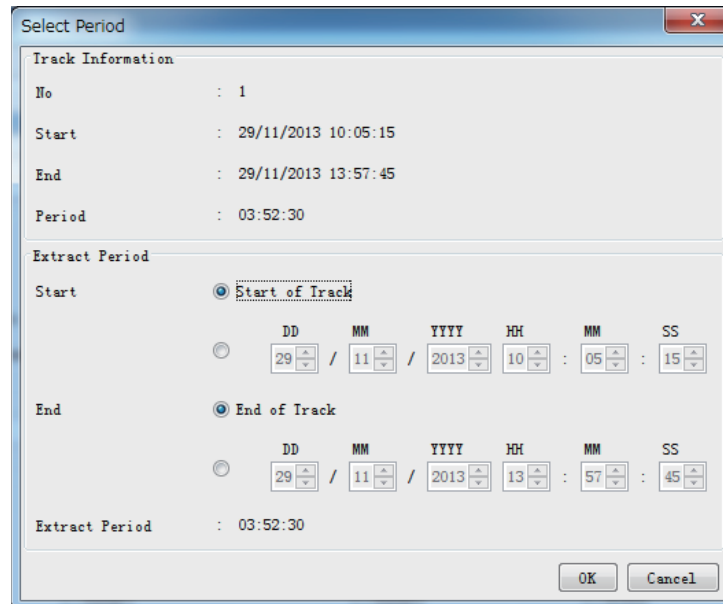 Select Period
Track Information
No : 1
Start : 29/11/2013 10:05:15
End : 29/11/2013 13:57:45
Period : 03:52:30
Extract Period
Start Start of Track
DD MM YYYY HH MM SS
29 / 11 / 2013 10 : 05 : 15
End End of Track
DD MM YYYY HH MM SS
29 / 11 / 2013 13 : 57 : 45
Extract Period : 03:52:30
OK Cancel